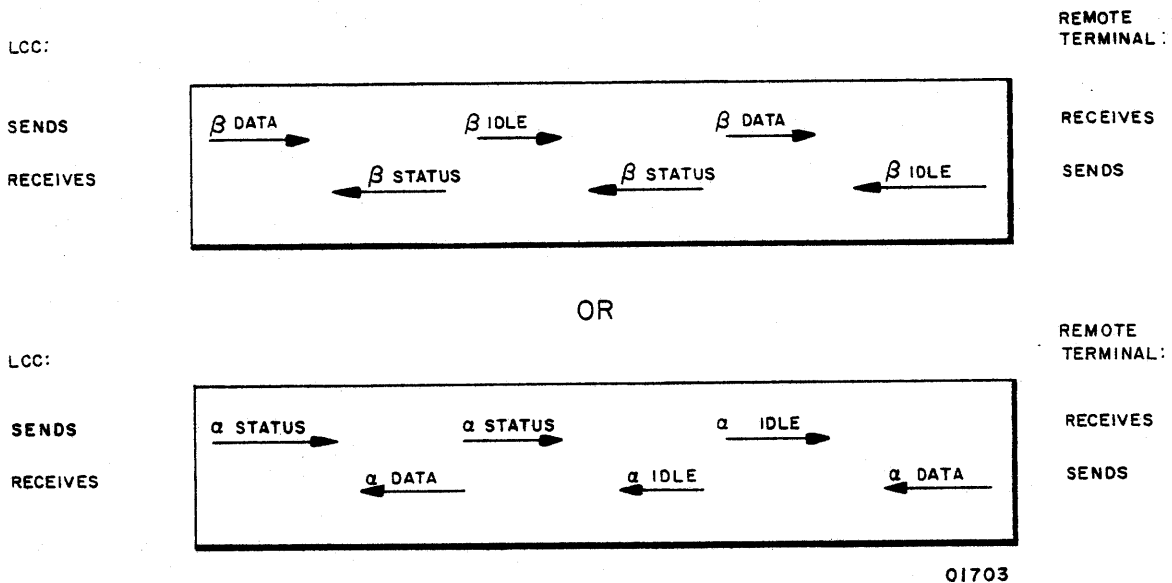 LCC:
REMOTE
TERMINAL:
SENDS
β DATA
β IDLE
β DATA
RECEIVES
RECEIVES
β STATUS
β STATUS
β IDLE
SENDS
OR
LCC:
REMOTE
TERMINAL:
SENDS
α STATUS
α STATUS
α IDLE
RECEIVES
RECEIVES
α DATA
α IDLE
α DATA
SENDS
01703